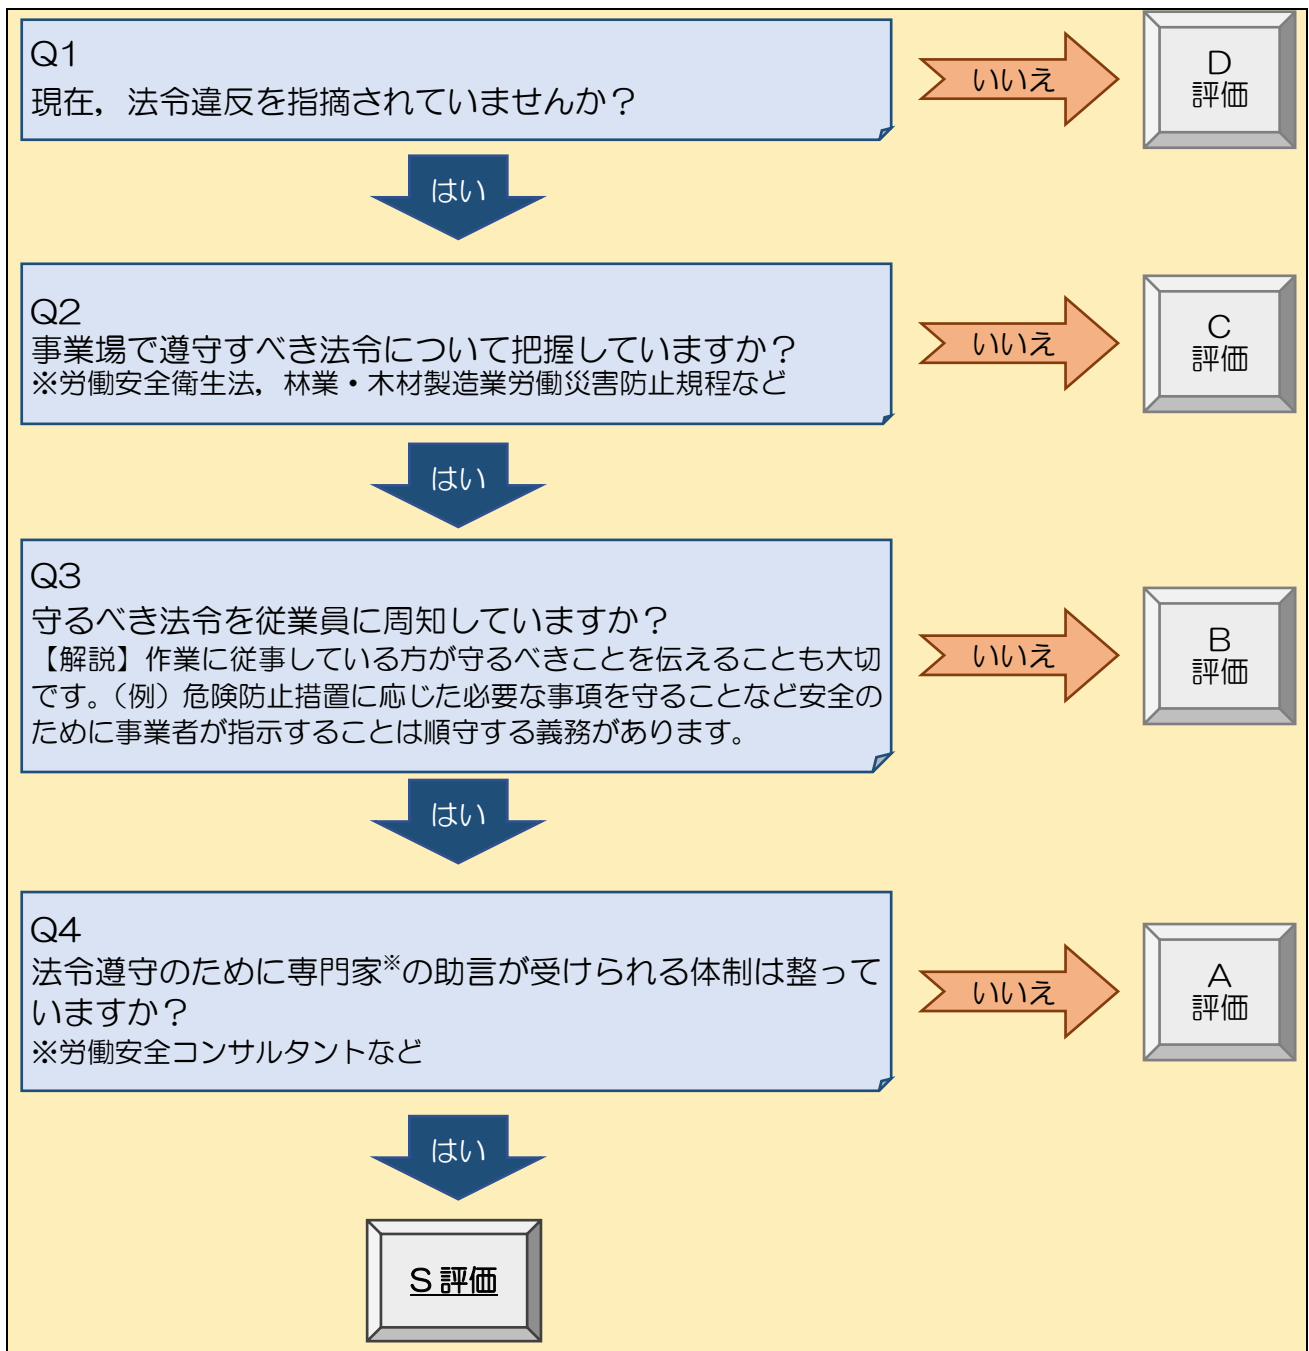 Q1
現在，法令違反を指摘されていませんか？
いいえ
D
評価
はい
Q2
事業場で遵守すべき法令について把握していますか？
※労働安全衛生法，林業・木材製造業労働災害防止規程など
いいえ
C
評価
はい
Q3
守るべき法令を従業員に周知していますか？
【解説】作業に従事している方が守るべきことを伝えることも大切
です。（例）危険防止措置に応じた必要な事項を守ることなど安全の
ために事業者が指示することは順守する義務があります。
いいえ
B
評価
はい
Q4
法令遵守のために専門家※の助言が受けられる体制は整って
いますか？
※労働安全コンサルタントなど
いいえ
A
評価
はい
S評価